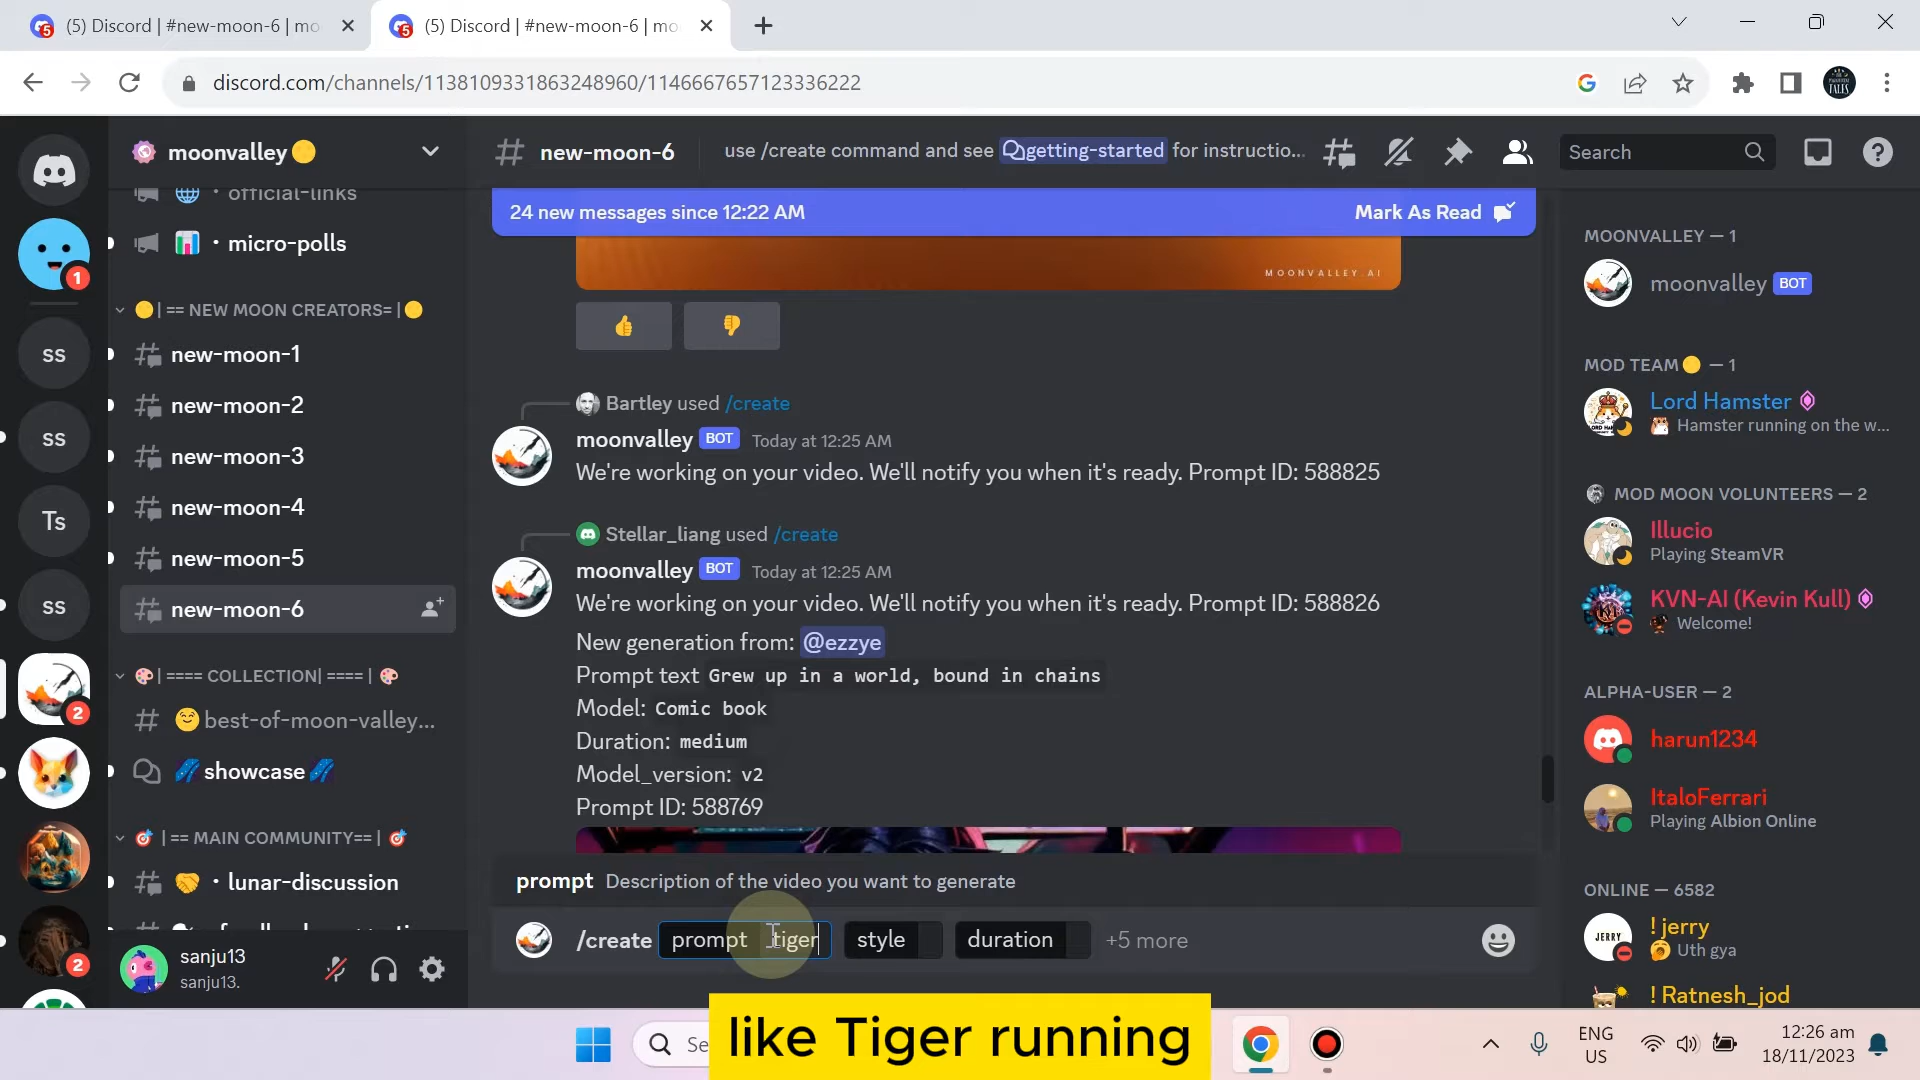 (5) Discord | #new-moon-6 | mo
(5) Discord | #new-moon-6 | mo
discord.com/channels/1138109331863248960/1146667657123336222
moonvalley
new-moon-6
use /create command and see getting-started for instructio...
Search
official-links
micro-polls
== NEW MOON CREATORS=
new-moon-1
new-moon-2
new-moon-3
new-moon-4
new-moon-5
new-moon-6
==== COLLECTION| ====
best-of-moon-valley...
showcase
== MAIN COMMUNITY==
lunar-discussion
sanju13
sanju13.
1
ss
ss
Ts
ss
2
2
24 new messages since 12:22 AM
Mark As Read
MOONVALLEY.AI
Bartley used /create
moonvalley BOT Today at 12:25 AM
We're working on your video. We'll notify you when it's ready. Prompt ID: 588825
Stellar_liang used /create
moonvalley BOT Today at 12:25 AM
We're working on your video. We'll notify you when it's ready. Prompt ID: 588826
New generation from: @ezzye
Prompt text Grew up in a world, bound in chains
Model: Comic book
Duration: medium
Model_version: v2
Prompt ID: 588769
prompt Description of the video you want to generate
/create prompt tiger style duration +5 more
MOONVALLEY — 1
moonvalley BOT
MOD TEAM — 1
Lord Hamster
Hamster running on the w...
MOD MOON VOLUNTEERS — 2
Illucio
Playing SteamVR
KVN-AI (Kevin Kull)
Welcome!
ALPHA-USER — 2
harun1234
ItaloFerrari
Playing Albion Online
ONLINE — 6582
JERRY
! jerry
Uth gya
! Ratnesh_jod
Se
like Tiger running
ENG
US
12:26 am
18/11/2023